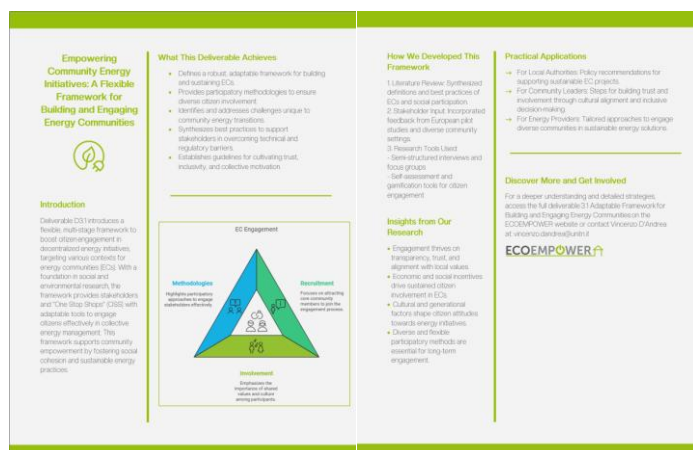 Empowering
Community Energy
Initiatives: A Flexible
Framework for
Building and Engaging
Energy Communities
Introduction
Deliverable D3.1 introduces a
flexible, multi-stage framework to
boost citizen engagement in
decentralized energy initiatives,
targeting various contexts for
energy communities (ECs). With a
foundation in social and
environmental research, the
framework provides stakeholders
and "One Stop Shops" (OSS) with
adaptable tools to engage
citizens effectively in collective
energy management. This
framework supports community
empowerment by fostering social
cohesion and sustainable energy
practices.
What This Deliverable Achieves
• Defines a robust, adaptable framework for building
and sustaining ECs.
• Provides participatory methodologies to ensure
diverse citizen involvement.
• Identifies and addresses challenges unique to
community energy transitions.
• Synthesizes best practices to support
stakeholders in overcoming technical and
regulatory barriers.
• Establishes guidelines for cultivating trust,
inclusivity, and collective motivation.
EC Engagement
Methodologies
Highlights participatory
approaches to engage
stakeholders effectively.
Recruitment
Focuses on attracting
core community
members to join the
engagement process.
Involvement
Emphasizes the
importance of shared
values and culture
among participants.
How We Developed This
Framework
1. Literature Review: Synthesized
definitions and best practices of
ECs and social participation.
2. Stakeholder Input: Incorporated
feedback from European pilot
studies and diverse community
settings.
3. Research Tools Used:
- Semi-structured interviews and
focus groups
- Self-assessment and
gamification tools for citizen
engagement
Insights from Our
Research
• Engagement thrives on
transparency, trust, and
alignment with local values.
• Economic and social incentives
drive sustained citizen
involvement in ECs.
• Cultural and generational
factors shape citizen attitudes
towards energy initiatives.
• Diverse and flexible
participatory methods are
essential for long-term
engagement.
Practical Applications
→ For Local Authorities: Policy recommendations for
supporting sustainable EC projects.
→ For Community Leaders: Steps for building trust and
involvement through cultural alignment and inclusive
decision-making.
→ For Energy Providers: Tailored approaches to engage
diverse communities in sustainable energy solutions.
Discover More and Get Involved
For a deeper understanding and detailed strategies,
access the full deliverable 3.1 Adaptable Framework for
Building and Engaging Energy Communities on the
ECOEMPOWER website or contact Vincenzo D'Andrea
at: vincenzo.dandrea@unitn.it
ECOEMPOWER